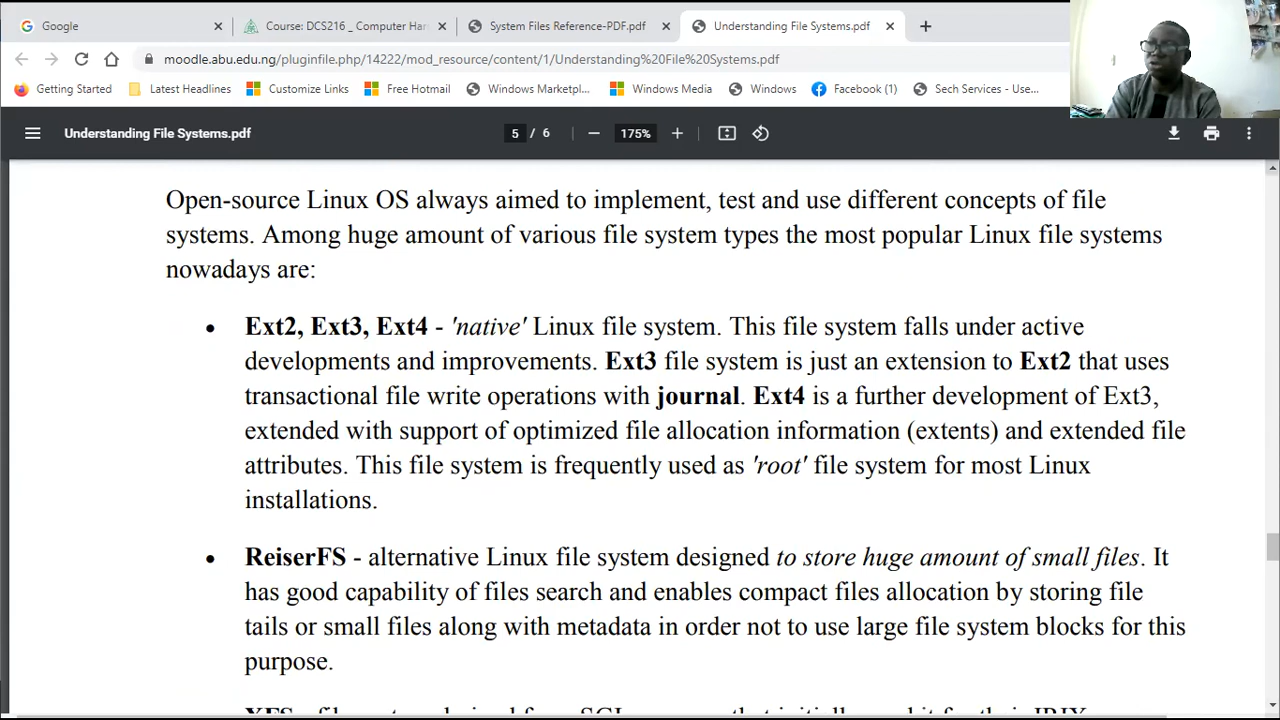 Google
Course: DCS216 _ Computer Har
System Files Reference-PDF.pdf
Understanding File Systems.pdf
moodle.abu.edu.ng/pluginfile.php/14222/mod_resource/content/1/Understanding%20File%20Systems.pdf
Getting Started
Latest Headlines
Customize Links
Free Hotmail
Windows Marketpl...
Windows Media
Windows
Facebook (1)
Sech Services - Use...
Understanding File Systems.pdf
5 / 6
175%
Open-source Linux OS always aimed to implement, test and use different concepts of file
systems. Among huge amount of various file system types the most popular Linux file systems
nowadays are:
• Ext2, Ext3, Ext4 - 'native' Linux file system. This file system falls under active
developments and improvements. Ext3 file system is just an extension to Ext2 that uses
transactional file write operations with journal. Ext4 is a further development of Ext3,
extended with support of optimized file allocation information (extents) and extended file
attributes. This file system is frequently used as 'root' file system for most Linux
installations.
• ReiserFS - alternative Linux file system designed to store huge amount of small files. It
has good capability of files search and enables compact files allocation by storing file
tails or small files along with metadata in order not to use large file system blocks for this
purpose.